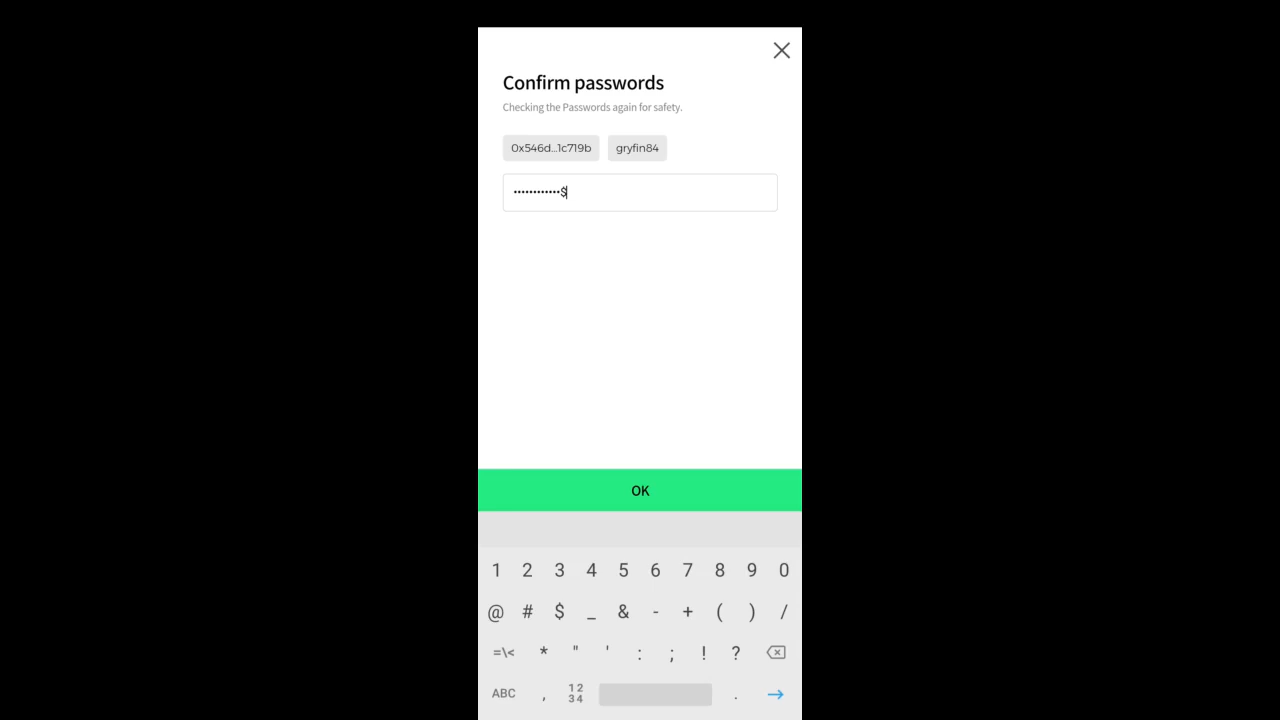 Confirm passwords
Checking the Passwords again for safety.
0x546d...1c719b gryfin84
••••••••••••$
OK
1 2 3 4 5 6 7 8 9 0
@ # $ _ & - + ( ) /
=\< * " ' : ; ! ?
ABC , 12 34 .